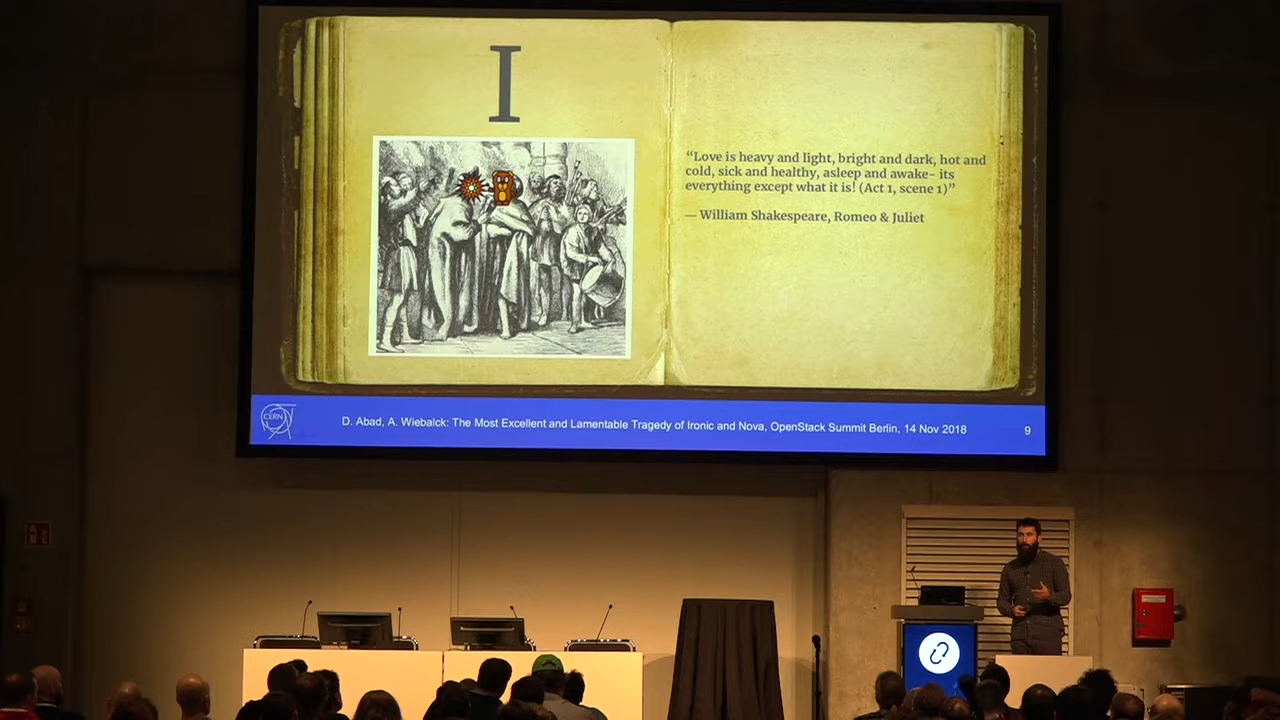 I
“Love is heavy and light, bright and dark, hot and
cold, sick and healthy, asleep and awake- its
everything except what it is! (Act 1, scene 1)”
— William Shakespeare, Romeo & Juliet
CERN
D. Abad, A. Wiebalck: The Most Excellent and Lamentable Tragedy of Ironic and Nova, OpenStack Summit Berlin, 14 Nov 2018
9